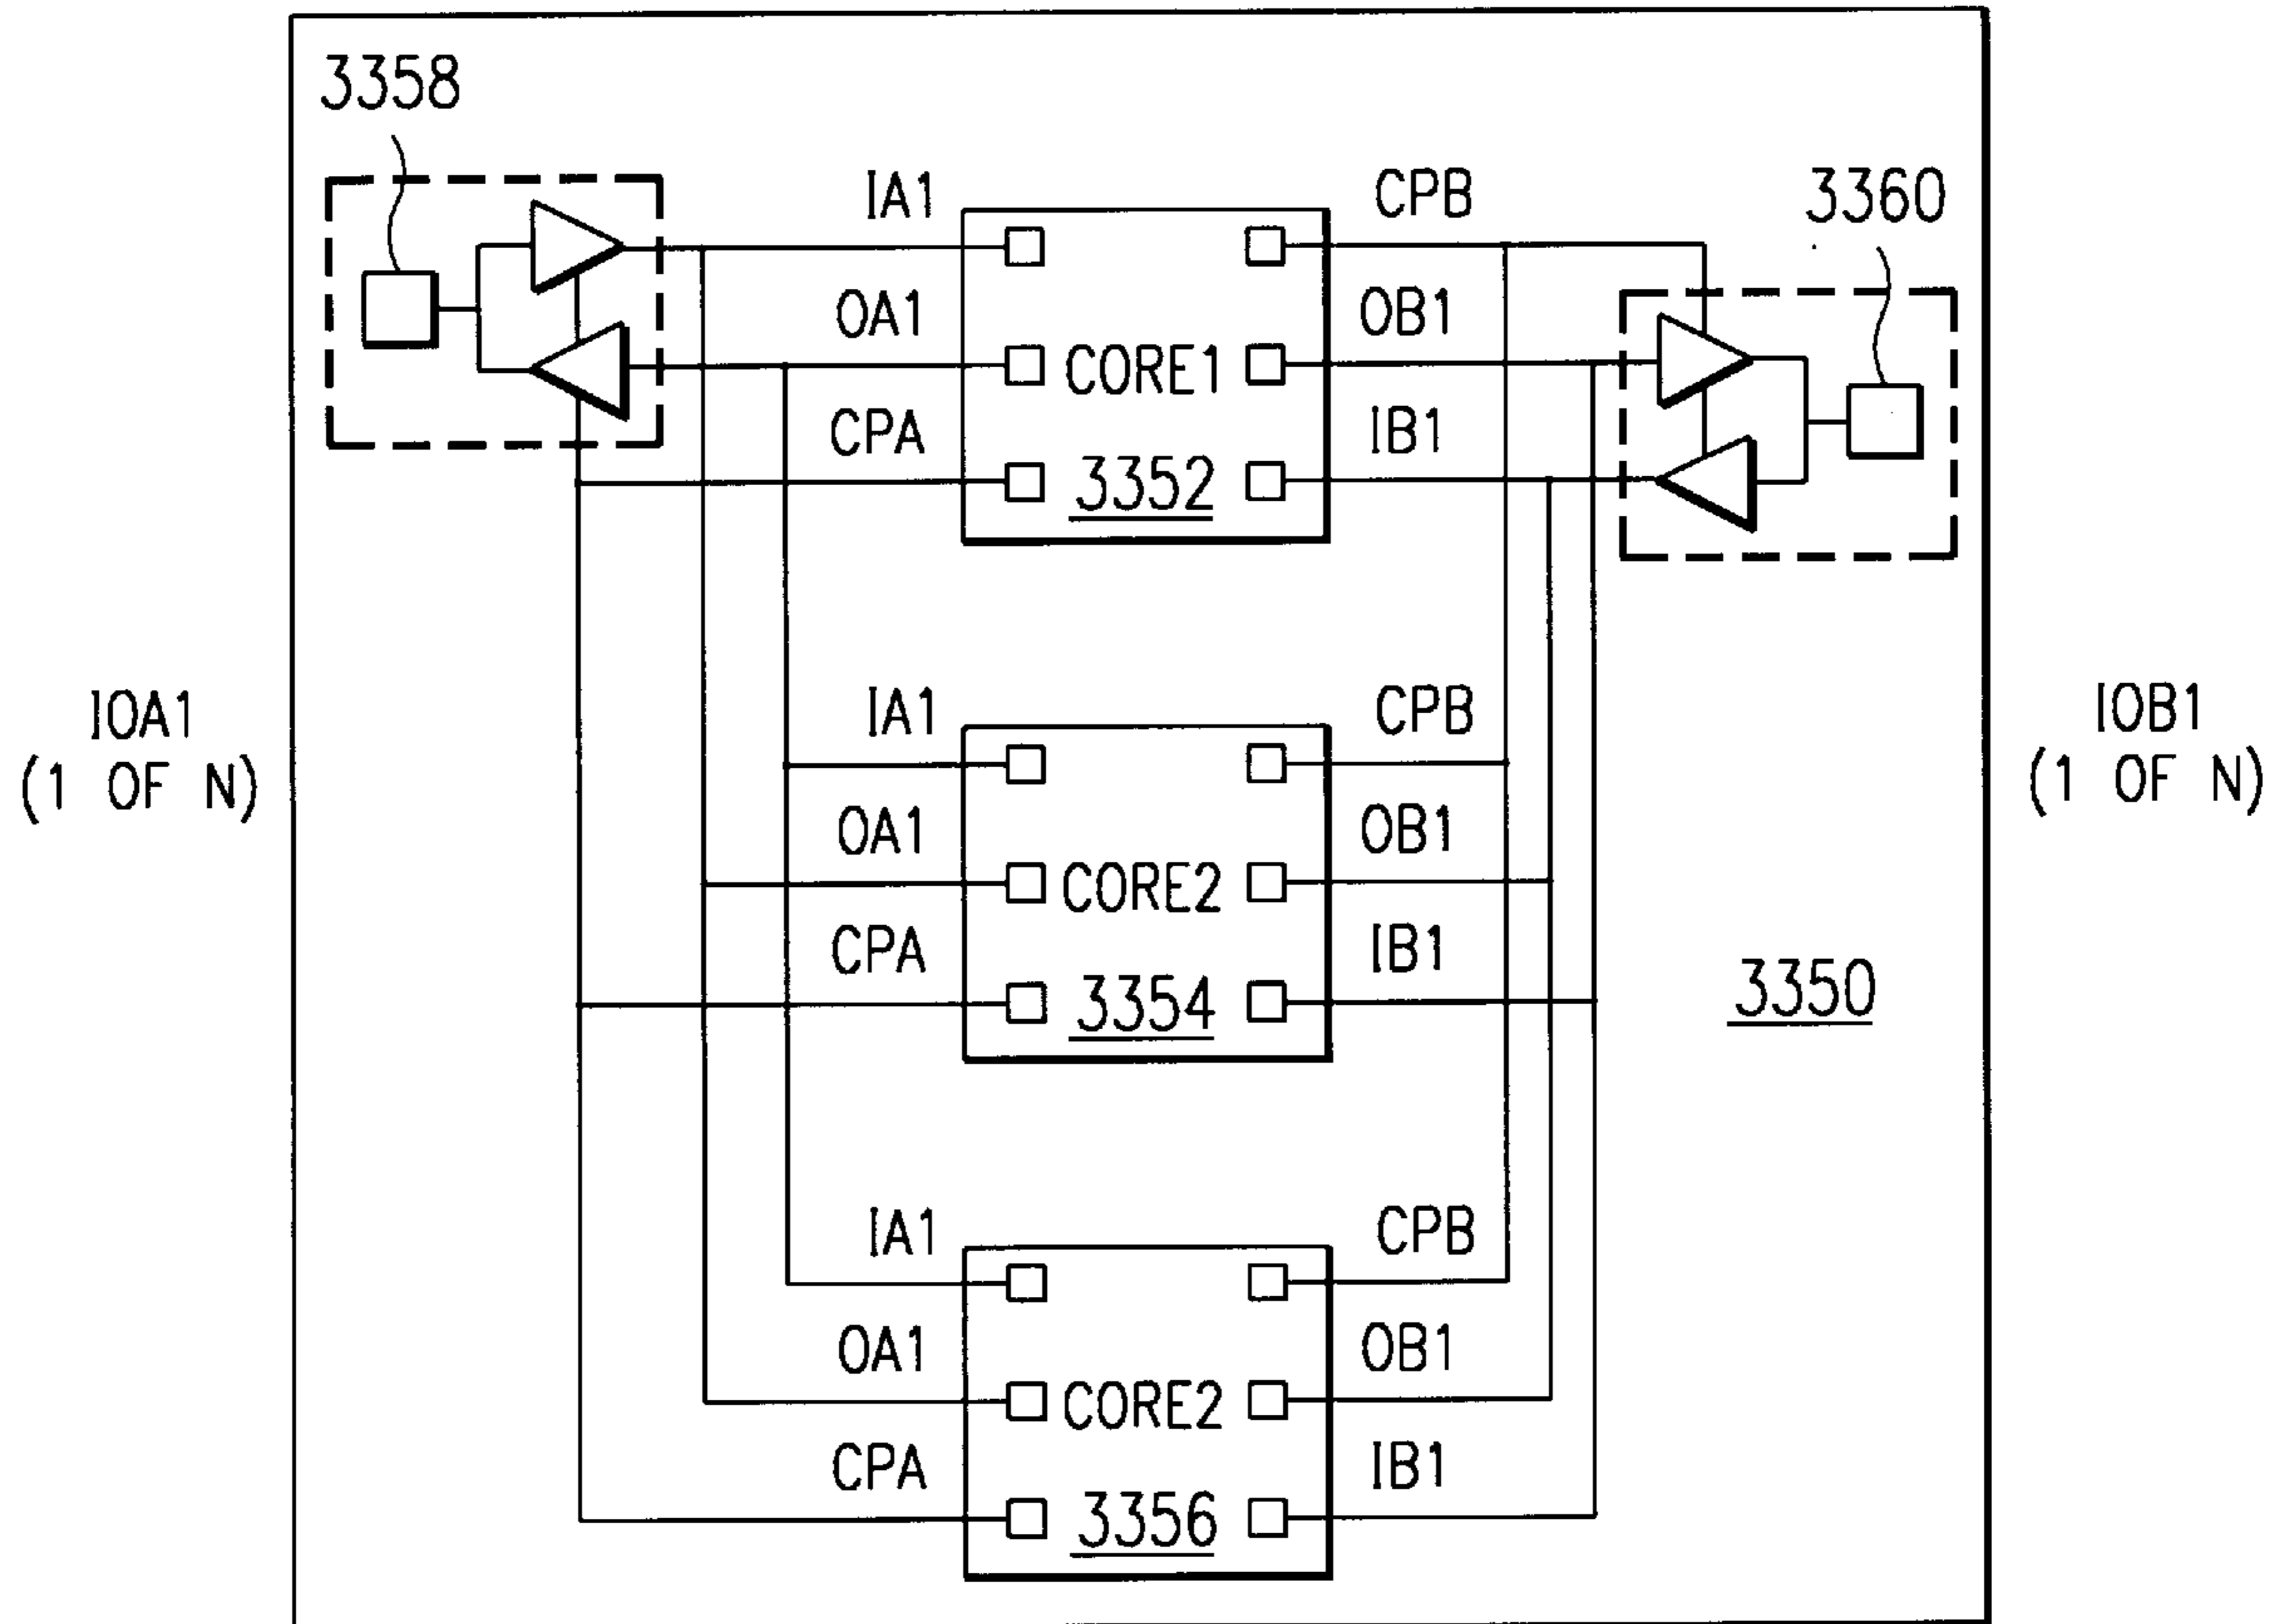 3358
3360
IA1
CPB
OA1
OB1
CORE1
CPA
IB1
3352
IOA1
(1 OF N)
IOB1
(1 OF N)
IA1
CPB
OA1
OB1
CORE2
CPA
IB1
3354
3350
IA1
CPB
OA1
OB1
CORE2
CPA
IB1
3356